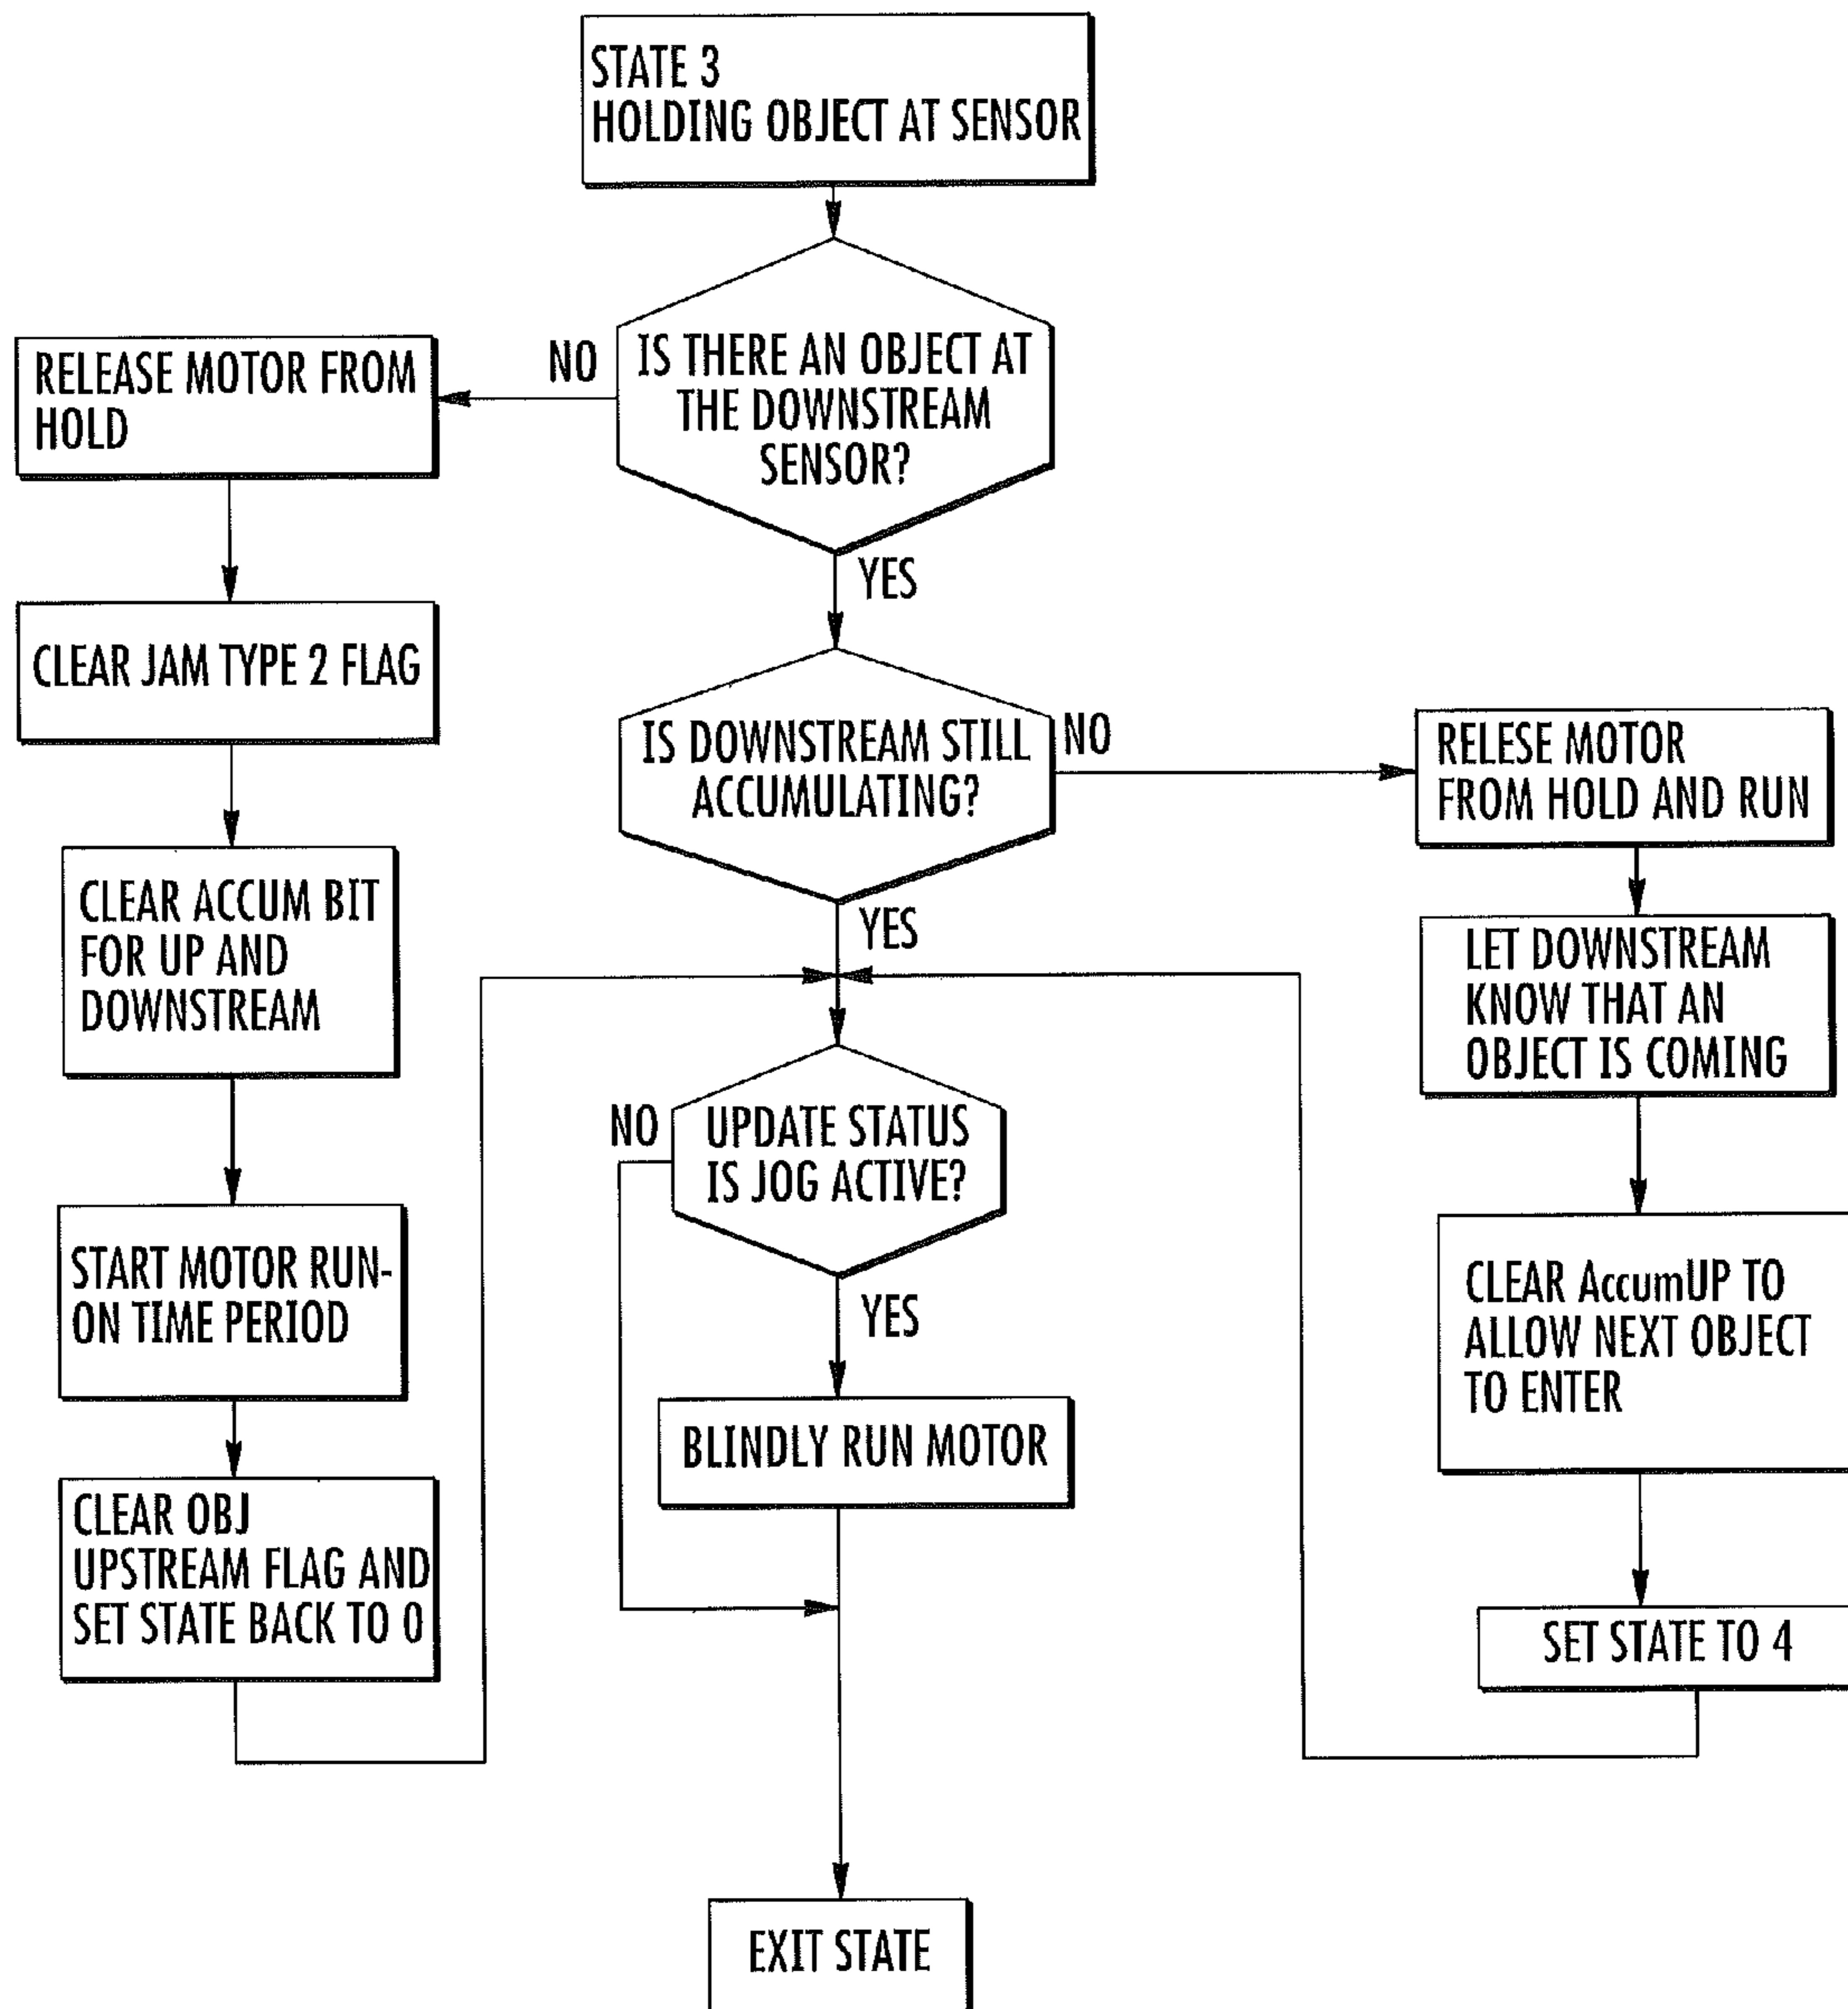 STATE 3
HOLDING OBJECT AT SENSOR
IS THERE AN OBJECT AT
THE DOWNSTREAM
SENSOR?
NO
RELEASE MOTOR FROM
HOLD
YES
CLEAR JAM TYPE 2 FLAG
IS DOWNSTREAM STILL
ACCUMULATING?
NO
RELESE MOTOR
FROM HOLD AND RUN
CLEAR ACCUM BIT
FOR UP AND
DOWNSTREAM
YES
LET DOWNSTREAM
KNOW THAT AN
OBJECT IS COMING
NO
UPDATE STATUS
IS JOG ACTIVE?
START MOTOR RUN-
ON TIME PERIOD
YES
CLEAR AccumUP TO
ALLOW NEXT OBJECT
TO ENTER
BLINDLY RUN MOTOR
CLEAR OBJ
UPSTREAM FLAG AND
SET STATE BACK TO 0
SET STATE TO 4
EXIT STATE